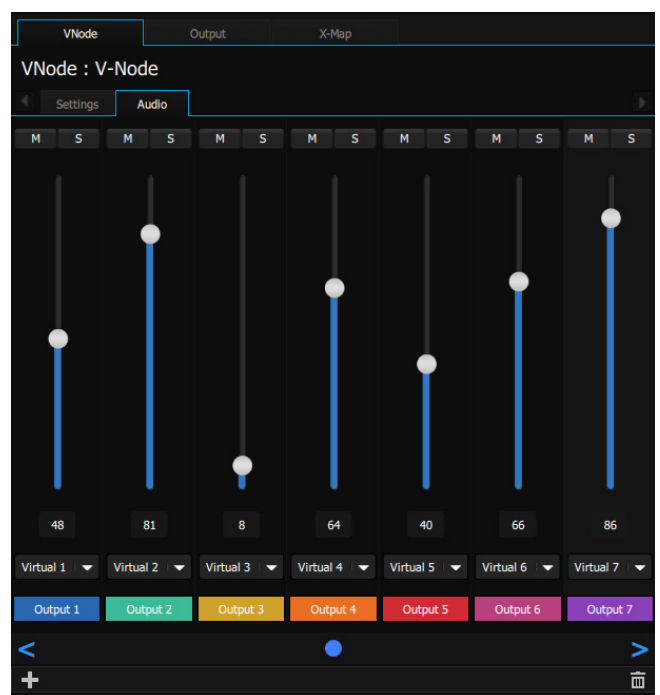 VNode Output X-Map
VNode : V-Node
Settings Audio
M S M S M S M S M S M S M S
48 81 8 64 40 66 86
Virtual 1 Virtual 2 Virtual 3 Virtual 4 Virtual 5 Virtual 6 Virtual 7
Output 1 Output 2 Output 3 Output 4 Output 5 Output 6 Output 7